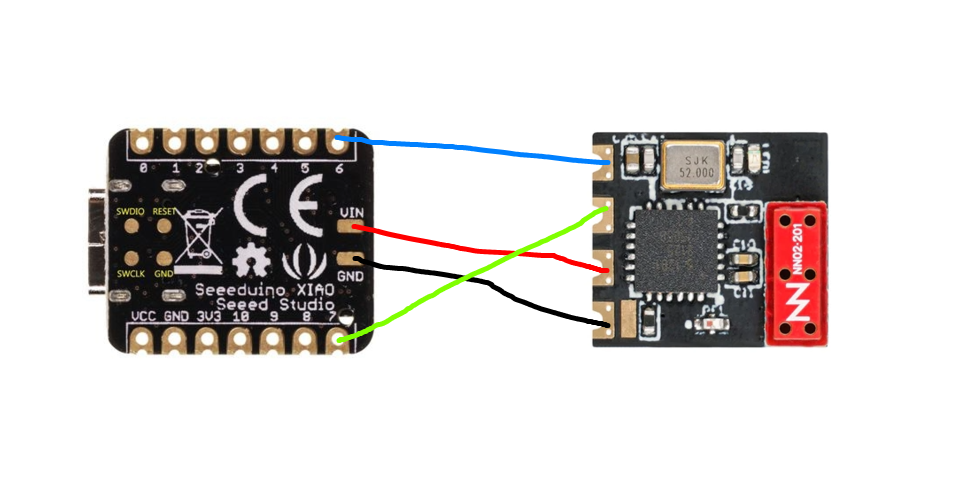 0 1 2 3 4 5 6
SWDIO RESET
VIN
SWCLK GND
GND
Seeeduino XIAO
Seeed Studio
VCC GND 3V3 10 9 8 7
SJK
52.000
NN02-201